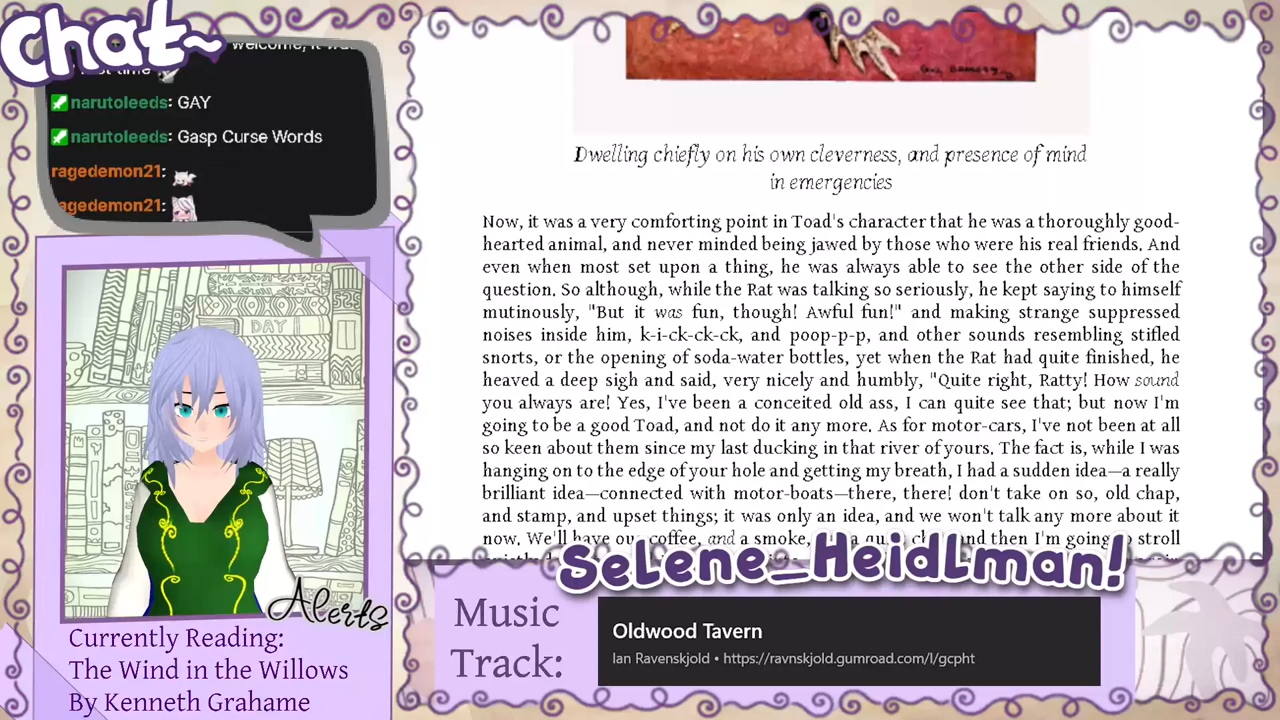 Chat~
welcome, it was
time
narutoleeds: GAY
narutoleeds: Gasp Curse Words
ragedemon21:
agedemon21:
DAY
Alerts
Currently Reading:
The Wind in the Willows
By Kenneth Grahame
Dwelling chiefly on his own cleverness, and presence of mind
in emergencies
Now, it was a very comforting point in Toad's character that he was a thoroughly good-
hearted animal, and never minded being jawed by those who were his real friends. And
even when most set upon a thing, he was always able to see the other side of the
question. So although, while the Rat was talking so seriously, he kept saying to himself
mutinously, "But it was fun, though! Awful fun!" and making strange suppressed
noises inside him, k-i-ck-ck-ck, and poop-p-p, and other sounds resembling stifled
snorts, or the opening of soda-water bottles, yet when the Rat had quite finished, he
heaved a deep sigh and said, very nicely and humbly, "Quite right, Ratty! How sound
you always are! Yes, I've been a conceited old ass, I can quite see that; but now I'm
going to be a good Toad, and not do it any more. As for motor-cars, I've not been at all
so keen about them since my last ducking in that river of yours. The fact is, while I was
hanging on to the edge of your hole and getting my breath, I had a sudden idea—a really
brilliant idea—connected with motor-boats—there, there! don't take on so, old chap,
and stamp, and upset things; it was only an idea, and we won't talk any more about it
now. We'll have our coffee, and a smoke, and then I'm going to stroll
Selene_Heidlman!
Music
Track:
Oldwood Tavern
Ian Ravenskjold • https://ravnskjold.gumroad.com/l/gcpht